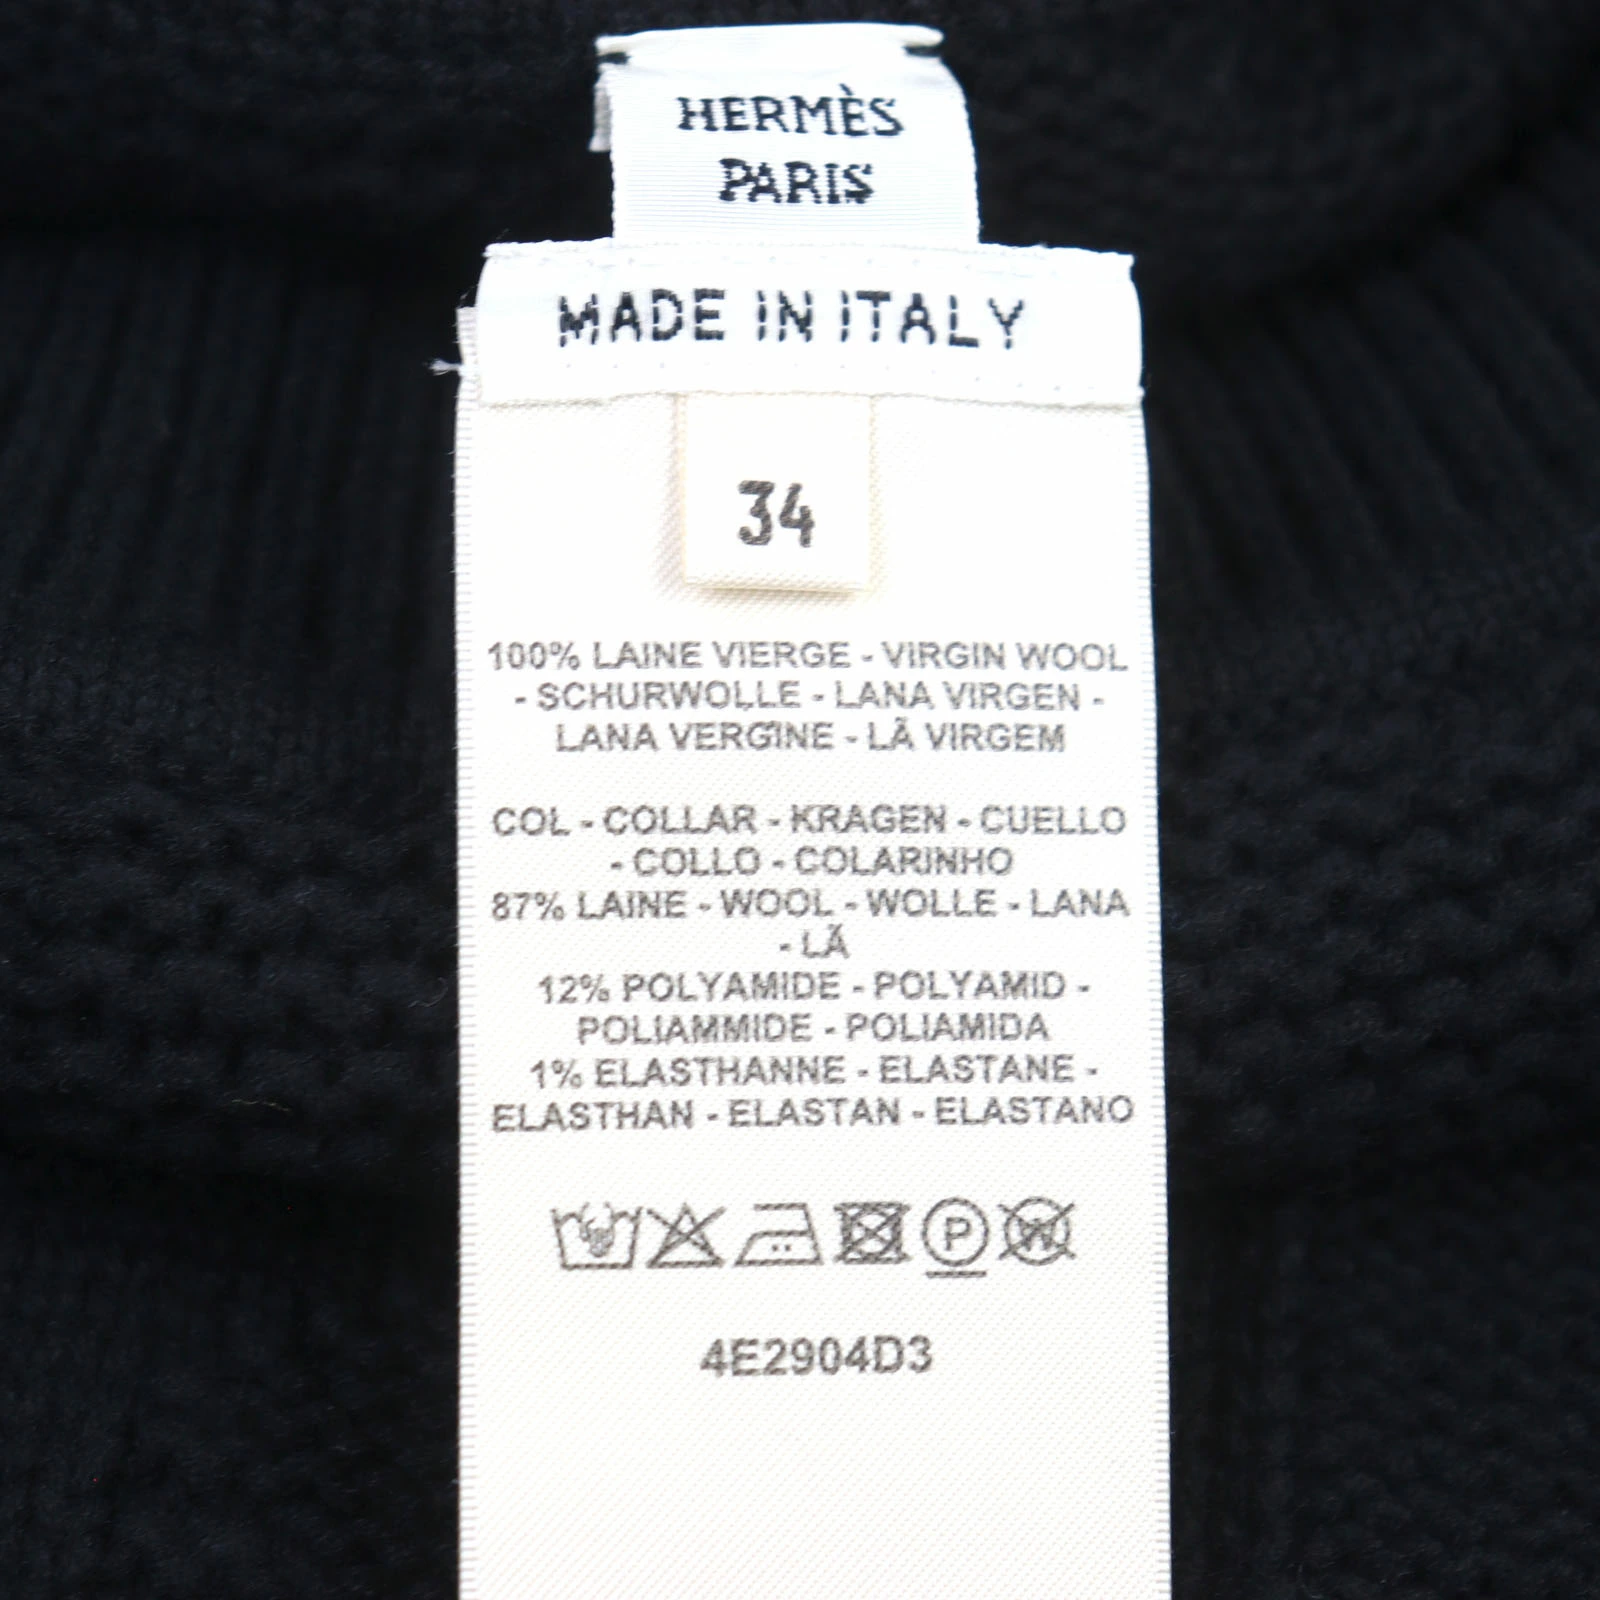 HERMÈS
PARIS
MADE IN ITALY
34
100% LAINE VIERGE - VIRGIN WOOL
- SCHURWOLLE - LANA VIRGEN -
LANA VERGINE - LÃ VIRGEM
COL - COLLAR - KRAGEN - CUELLO
- COLLO - COLARINHO
87% LAINE - WOOL - WOLLE - LANA
- LÃ
12% POLYAMIDE - POLYAMID -
POLIAMMIDE - POLIAMIDA
1% ELASTHANNE - ELASTANE -
ELASTHAN - ELASTAN - ELASTANO
P W
4E2904D3